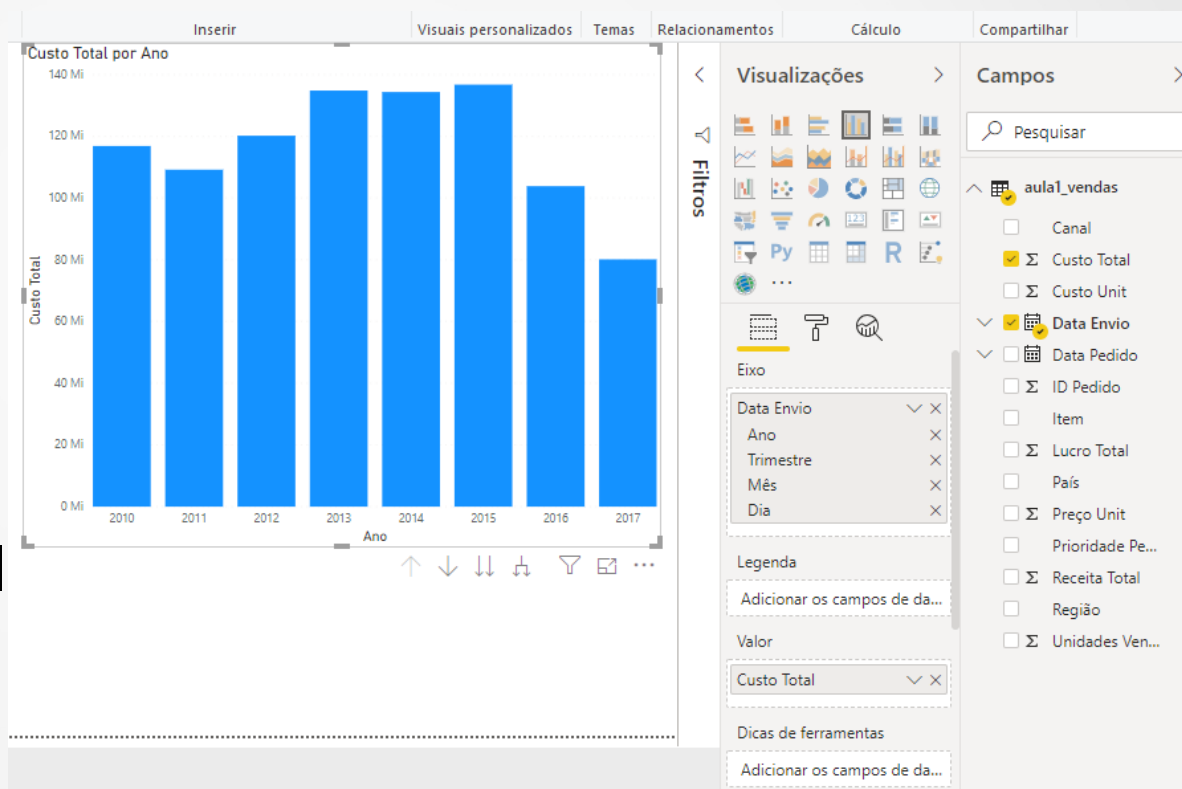 Inserir
Visuais personalizados
Temas
Relacionamentos
Cálculo
Compartilhar
Custo Total por Ano
140 Mi
120 Mi
100 Mi
80 Mi
60 Mi
40 Mi
20 Mi
0 Mi
Custo Total
2010 2011 2012 2013 2014 2015 2016 2017
Ano
Filtros
Visualizações
123
Py
R
Eixo
Data Envio
Ano
Trimestre
Mês
Dia
Legenda
Adicionar os campos de da...
Valor
Custo Total
Dicas de ferramentas
Adicionar os campos de da...
Campos
Pesquisar
aula1_vendas
Canal
Σ Custo Total
Σ Custo Unit
Data Envio
Data Pedido
Σ ID Pedido
Item
Σ Lucro Total
País
Σ Preço Unit
Prioridade Pe...
Σ Receita Total
Região
Σ Unidades Ven...